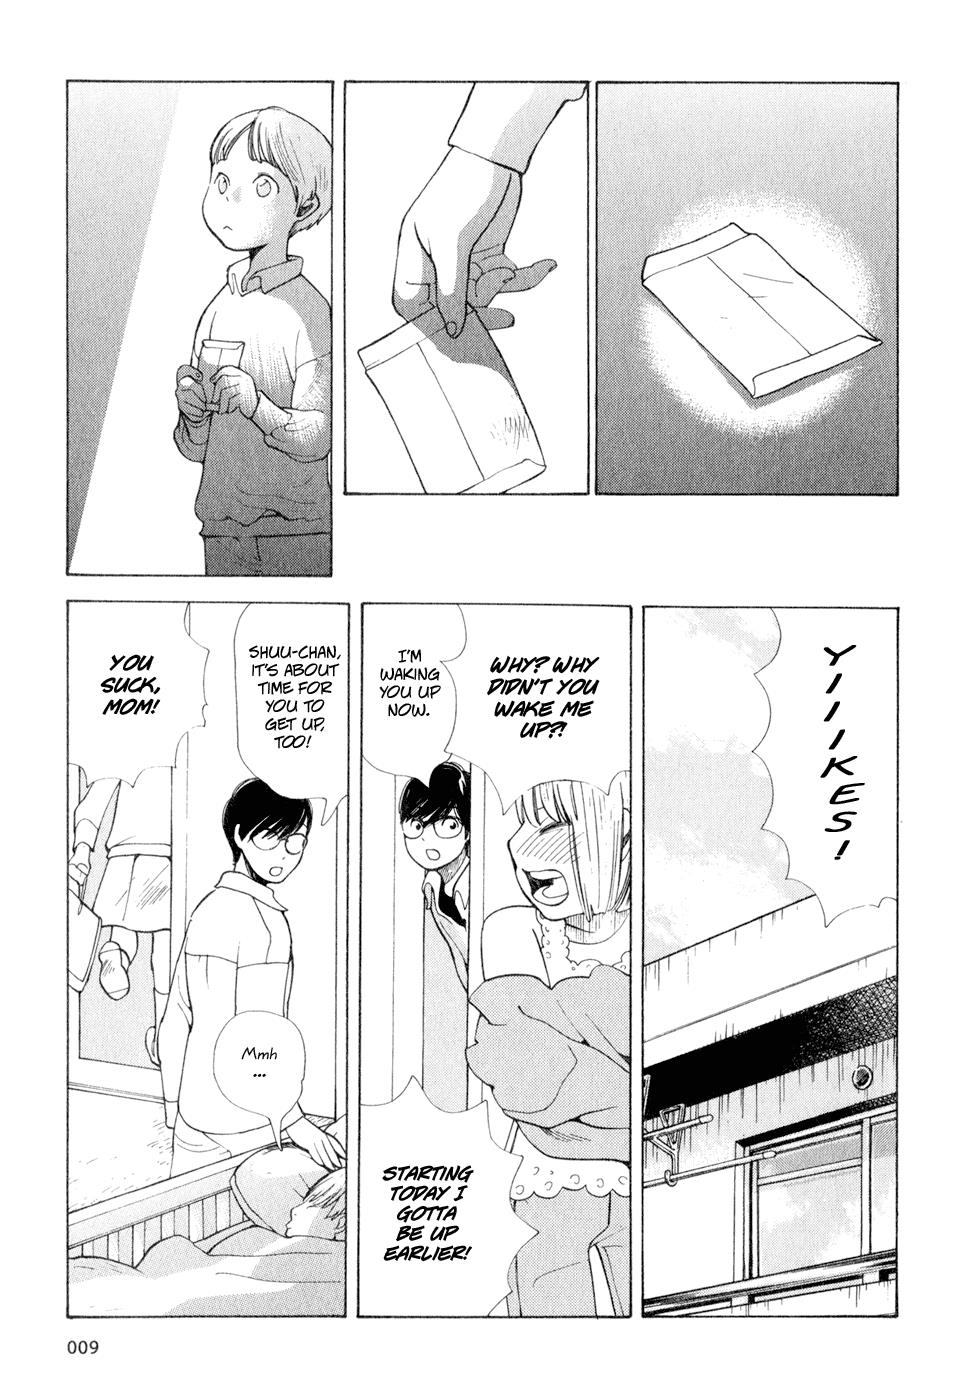 YIIIKES!
WHY? WHY
DIDN'T YOU
WAKE ME
UP?!
I'M
WAKING
YOU UP
NOW.
STARTING
TODAY I
GOTTA
BE UP
EARLIER!
SHUU-CHAN,
IT'S ABOUT
TIME FOR
YOU TO
GET UP,
TOO!
YOU
SUCK,
MOM!
Mmh
...
009